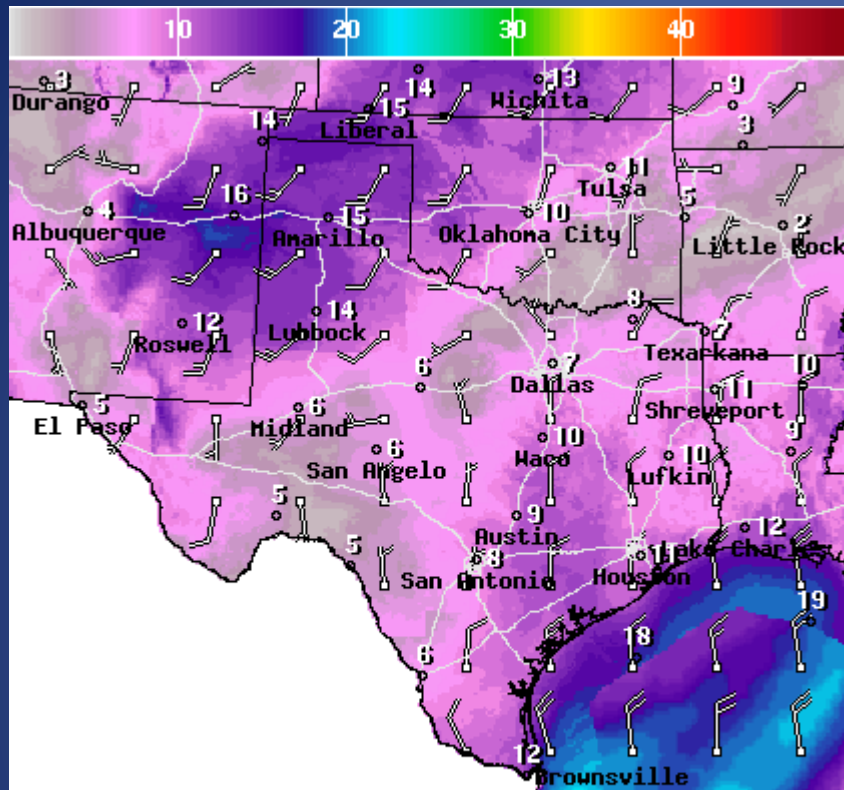 10 20 30 40
3
14
13
9
Durango
15
Wichita
Liberal
14
3
11
Tulsa
4
16
15
10
5
2
Albuquerque
Amarillo
Oklahoma City
Little Rock
12
14
8
7
Roswell
Lubbock
Texarkana
6
7
10
Dallas
11
5
6
Shreveport
El Paso
Midland
10
6
10
9
San Angelo
Waco
Lufkin
5
9
12
Austin
Lake Charles
5
8
11
San Antonio
Houston
19
18
6
12
Brownsville